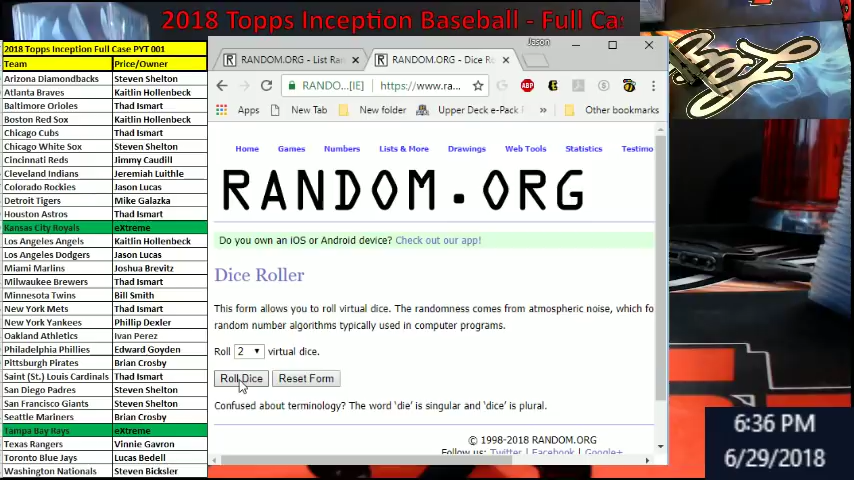 2018 Topps Inception Baseball - Full Cas
2018 Topps Inception Full Case PYT 001
Team Price/Owner
Arizona Diamondbacks Steven Shelton
Atlanta Braves Kaitlin Hollenbeck
Baltimore Orioles Thad Ismart
Boston Red Sox Kaitlin Hollenbeck
Chicago Cubs Thad Ismart
Chicago White Sox Steven Shelton
Cincinnati Reds Jimmy Caudill
Cleveland Indians Jeremiah Luithle
Colorado Rockies Jason Lucas
Detroit Tigers Mike Galazka
Houston Astros Thad Ismart
Kansas City Royals eXtreme
Los Angeles Angels Kaitlin Hollenbeck
Los Angeles Dodgers Jason Lucas
Miami Marlins Joshua Brevitz
Milwaukee Brewers Thad Ismart
Minnesota Twins Bill Smith
New York Mets Thad Ismart
New York Yankees Phillip Dexler
Oakland Athletics Ivan Perez
Philadelphia Phillies Edward Goyden
Pittsburgh Pirates Brian Crosby
Saint (St.) Louis Cardinals Thad Ismart
San Diego Padres Steven Shelton
San Francisco Giants Steven Shelton
Seattle Mariners Brian Crosby
Tampa Bay Rays eXtreme
Texas Rangers Vinnie Gavron
Toronto Blue Jays Lucas Bedell
Washington Nationals Steven Bicksler
Jason
RANDOM.ORG - List Ran RANDOM.ORG - Dice Ro
RANDO... [IE] https://www.ra...
Apps New Tab New folder Upper Deck e-Pack F » Other bookmarks
Home Games Numbers Lists & More Drawings Web Tools Statistics Testimo
RANDOM.ORG
Do you own an iOS or Android device? Check out our app!
Dice Roller
This form allows you to roll virtual dice. The randomness comes from atmospheric noise, which fo
random number algorithms typically used in computer programs.
Roll 2 virtual dice.
Roll Dice Reset Form
Confused about terminology? The word 'die' is singular and 'dice' is plural.
© 1998-2018 RANDOM.ORG
Follow us: Twitter | Facebook | Google+
6:36 PM
6/29/2018